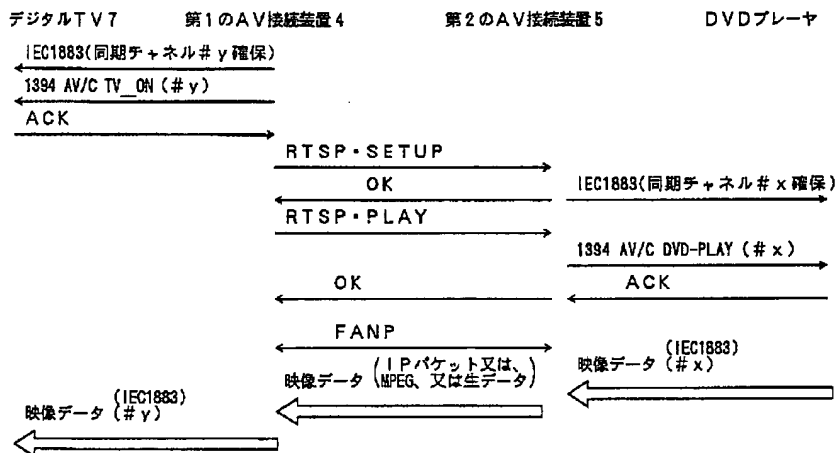 デジタルTV7 第1のAV接続装置4 第2のAV接続装置5 DVDプレーヤ
IEC1883(同期チャネル#y確保)
1394 AV/C TV_ON(#y)
ACK
RTSP・SETUP
OK IEC1883(同期チャネル#x確保)
RTSP・PLAY
1394 AV/C DVD-PLAY(#x)
OK ACK
FANP
映像データ(IPパケット又は、MPEG、又は生データ)
映像データ(IEC1883)(#x)
映像データ(IEC1883)(#y)